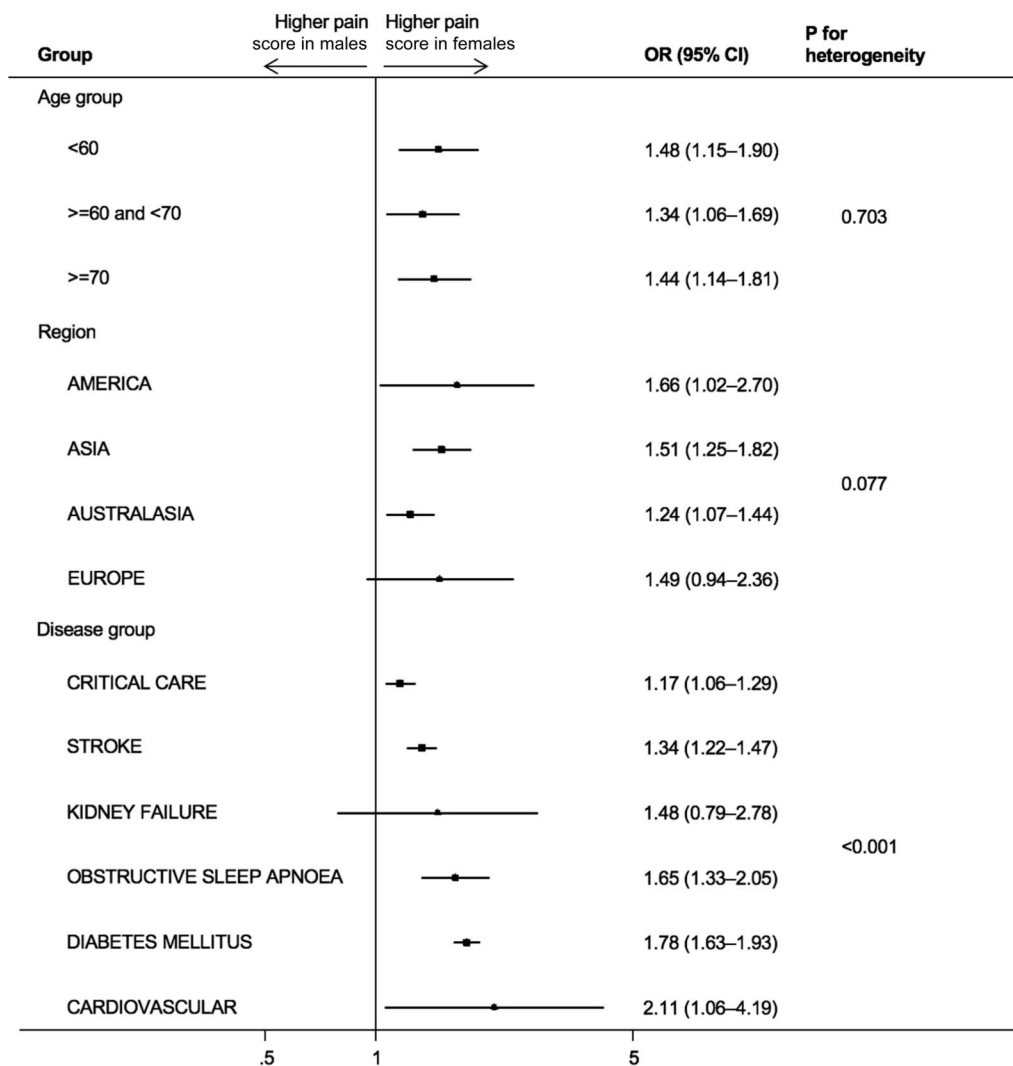 Higher pain score in males
Higher pain score in females
Group
OR (95% CI)
P for heterogeneity
Age group
<60 1.48 (1.15–1.90)
>=60 and <70 1.34 (1.06–1.69) 0.703
>=70 1.44 (1.14–1.81)
Region
AMERICA 1.66 (1.02–2.70)
ASIA 1.51 (1.25–1.82)
0.077
AUSTRALASIA 1.24 (1.07–1.44)
EUROPE 1.49 (0.94–2.36)
Disease group
CRITICAL CARE 1.17 (1.06–1.29)
STROKE 1.34 (1.22–1.47)
KIDNEY FAILURE 1.48 (0.79–2.78)
<0.001
OBSTRUCTIVE SLEEP APNOEA 1.65 (1.33–2.05)
DIABETES MELLITUS 1.78 (1.63–1.93)
CARDIOVASCULAR 2.11 (1.06–4.19)
.5 1 5